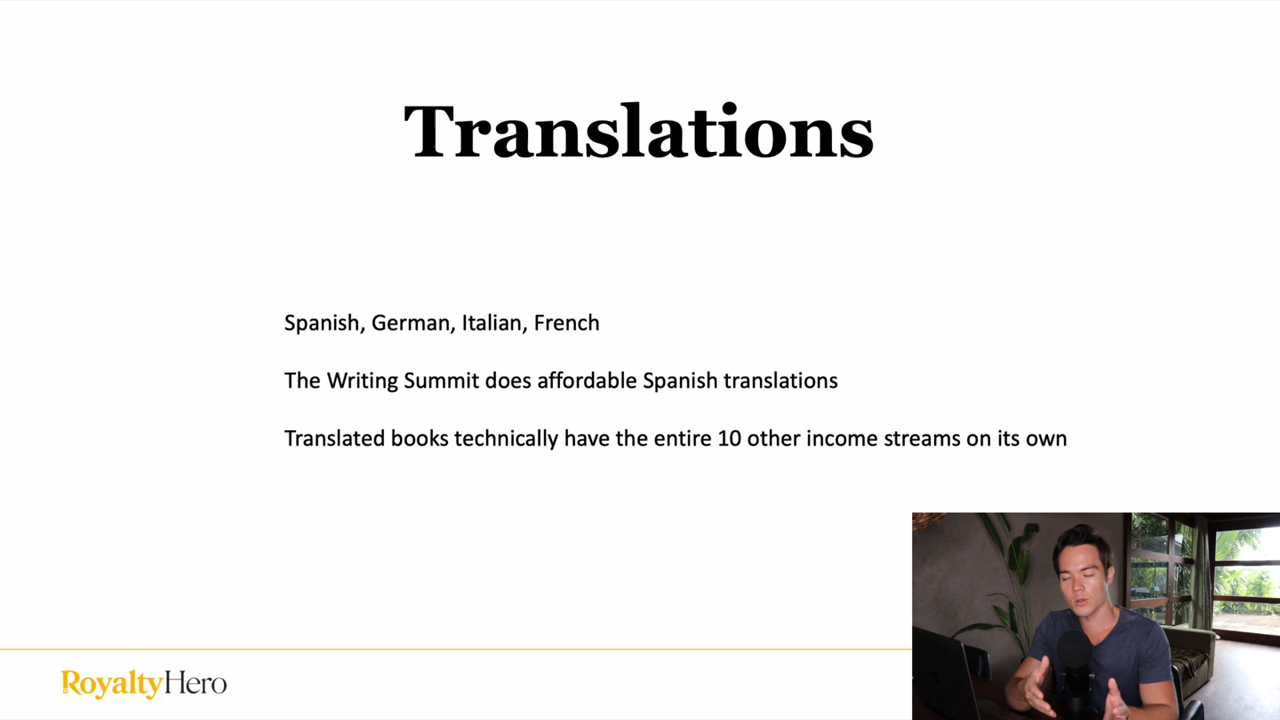 Translations
Spanish, German, Italian, French
The Writing Summit does affordable Spanish translations
Translated books technically have the entire 10 other income streams on its own
RoyaltyHero